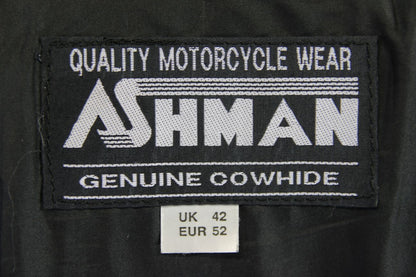 QUALITY MOTORCYCLE WEAR
ASHMAN
GENUINE COWHIDE
UK 42
EUR 52